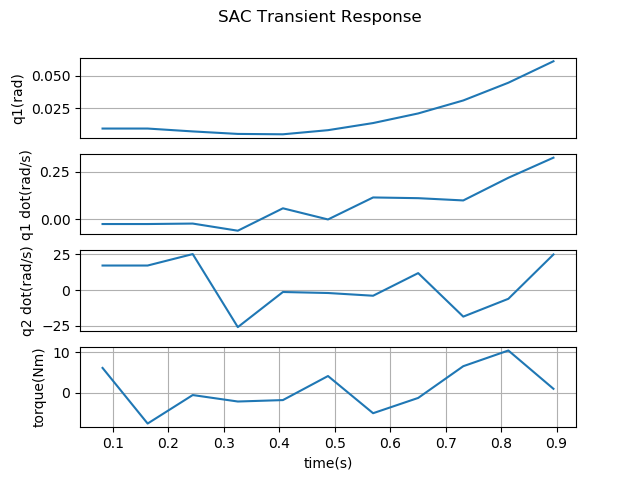 SAC Transient Response
q1(rad)
0.050
0.025
q1 dot(rad/s)
0.25
0.00
q2 dot(rad/s)
25
0
−25
torque(Nm)
10
0
0.1 0.2 0.3 0.4 0.5 0.6 0.7 0.8 0.9
time(s)